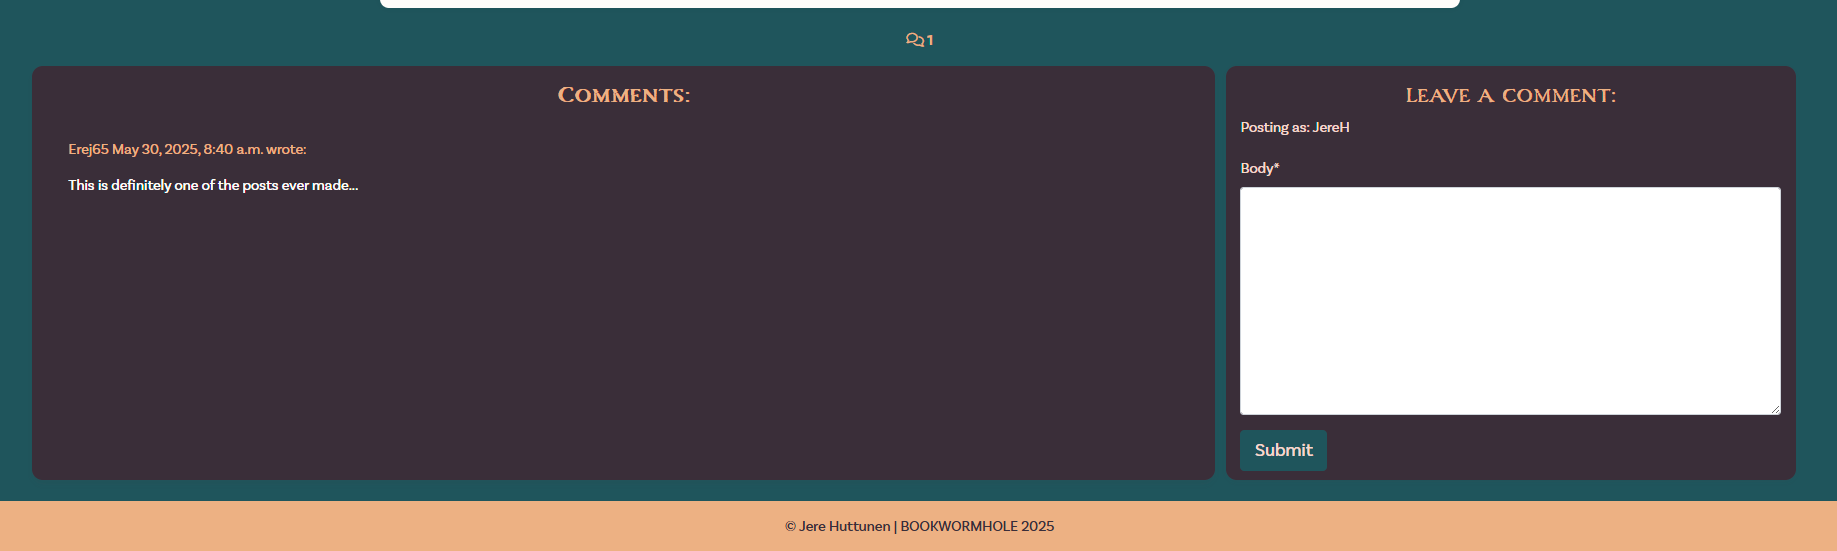 1
Comments:
Erej65 May 30, 2025, 8:40 a.m. wrote:
This is definitely one of the posts ever made...
Leave a comment:
Posting as: JereH
Body*
Submit
© Jere Huttunen | BOOKWORMHOLE 2025